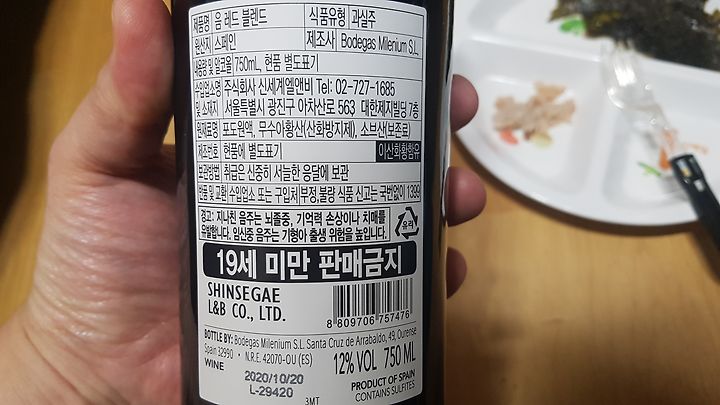 제품명 음 레드 블렌드 식품유형 과실주
원산지 스페인 제조사 Bodegas Milenium S.L.
내용량 및 알코올 750mL, 현품 별도표기
수입업소명 주식회사 신세계엘앤비 Tel: 02-727-1685
및 소재지 서울특별시 광진구 아차산로 563 대한제지빌딩 7층
원재료명 포도원액, 무수아황산(산화방지제), 소브산(보존료)
제조번호 현품에 별도표기 이산화황함유
보관방법 취급은 신중히 서늘한 응달에 보관
반품 및 교환 수입업소 또는 구입처 부정,불량 식품 신고는 국번없이 1399
경고: 지나친 음주는 뇌졸중, 기억력 손상이나 치매를
유발합니다. 임신중 음주는 기형아 출생 위험을 높입니다.
유리
19세 미만 판매금지
SHINSEGAE
L&B CO., LTD.
8 809706 757476
BOTTLE BY: Bodegas Milenium S.L. Santa Cruz de Arrabaldo, 49, Ourense
Spain 32990 • N.R.E. 42070-OU (ES)
WINE
12% VOL 750 ML
2020/10/20
L-29420
PRODUCT OF SPAIN
CONTAINS SULFITES
3MT